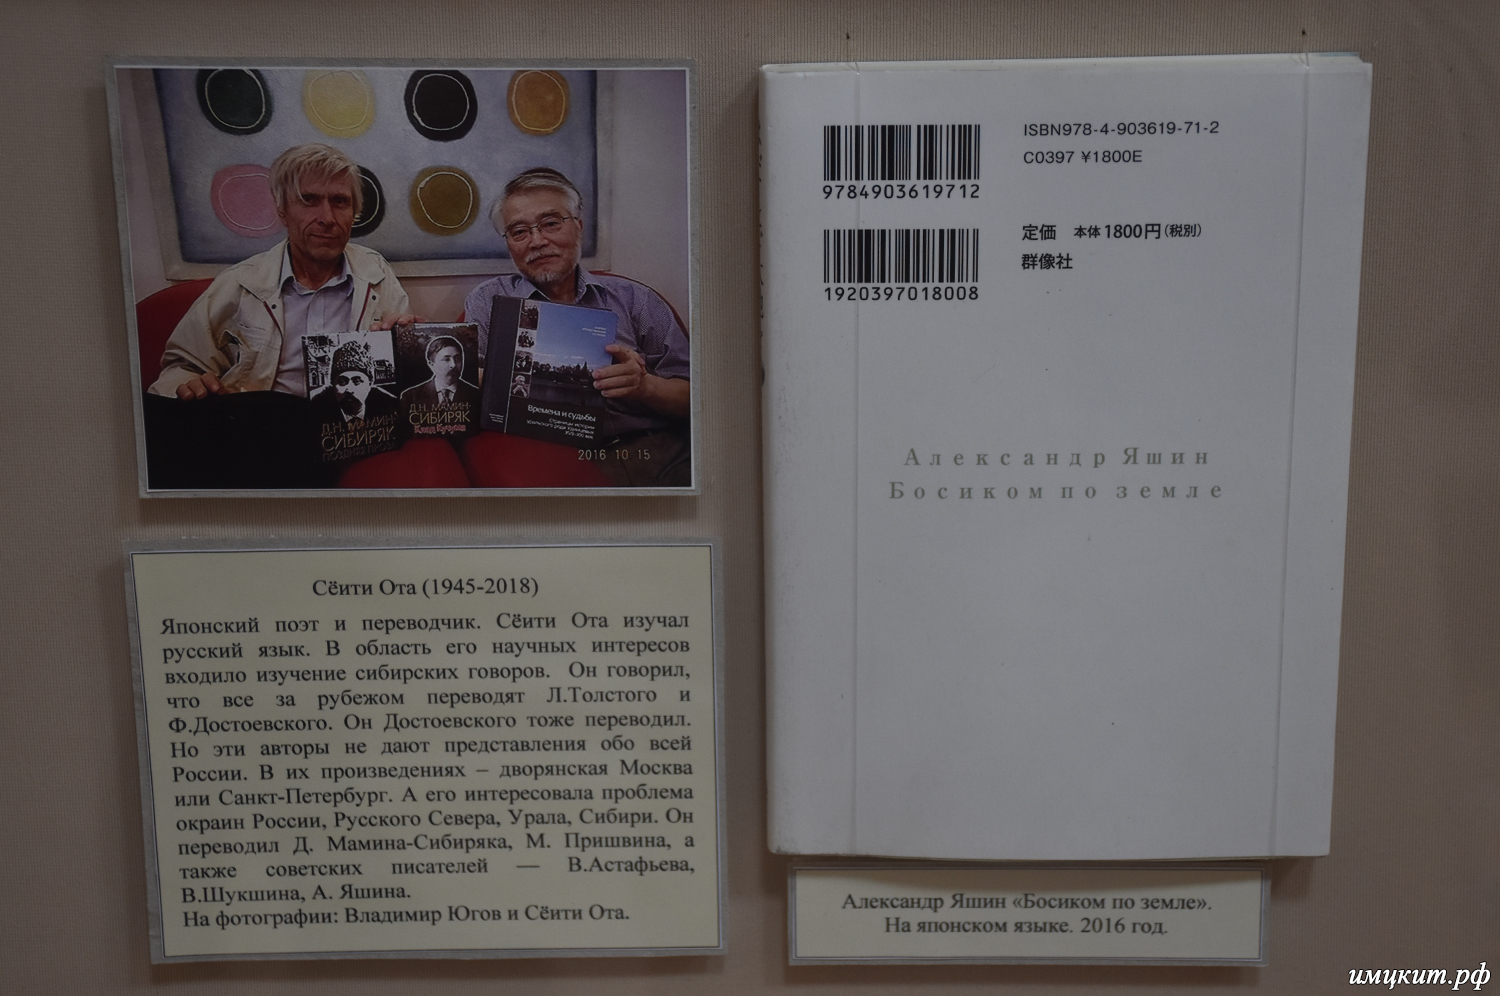 Д.Н. МАМИН-
СИБИРЯК
Д.Н. МАМИН-
СИБИРЯК
Времена и судьбы
2016 10 15
Сёити Ота (1945-2018)
Японский поэт и переводчик. Сёити Ота изучал
русский язык. В область его научных интересов
входило изучение сибирских говоров. Он говорил,
что все за рубежом переводят Л.Толстого и
Ф.Достоевского. Он Достоевского тоже переводил.
Но эти авторы не дают представления обо всей
России. В их произведениях – дворянская Москва
или Санкт-Петербург. А его интересовала проблема
окраин России, Русского Севера, Урала, Сибири. Он
переводил Д. Мамина-Сибиряка, М. Пришвина, а
также советских писателей — В.Астафьева,
В.Шукшина, А. Яшина.
На фотографии: Владимир Югов и Сёити Ота.
ISBN978-4-903619-71-2
C0397 ¥1800E
9784903619712
定価 本体1800円(税別)
群像社
1920397018008
Александр Яшин
Босиком по земле
Александр Яшин «Босиком по земле».
На японском языке. 2016 год.
имцкит.рф